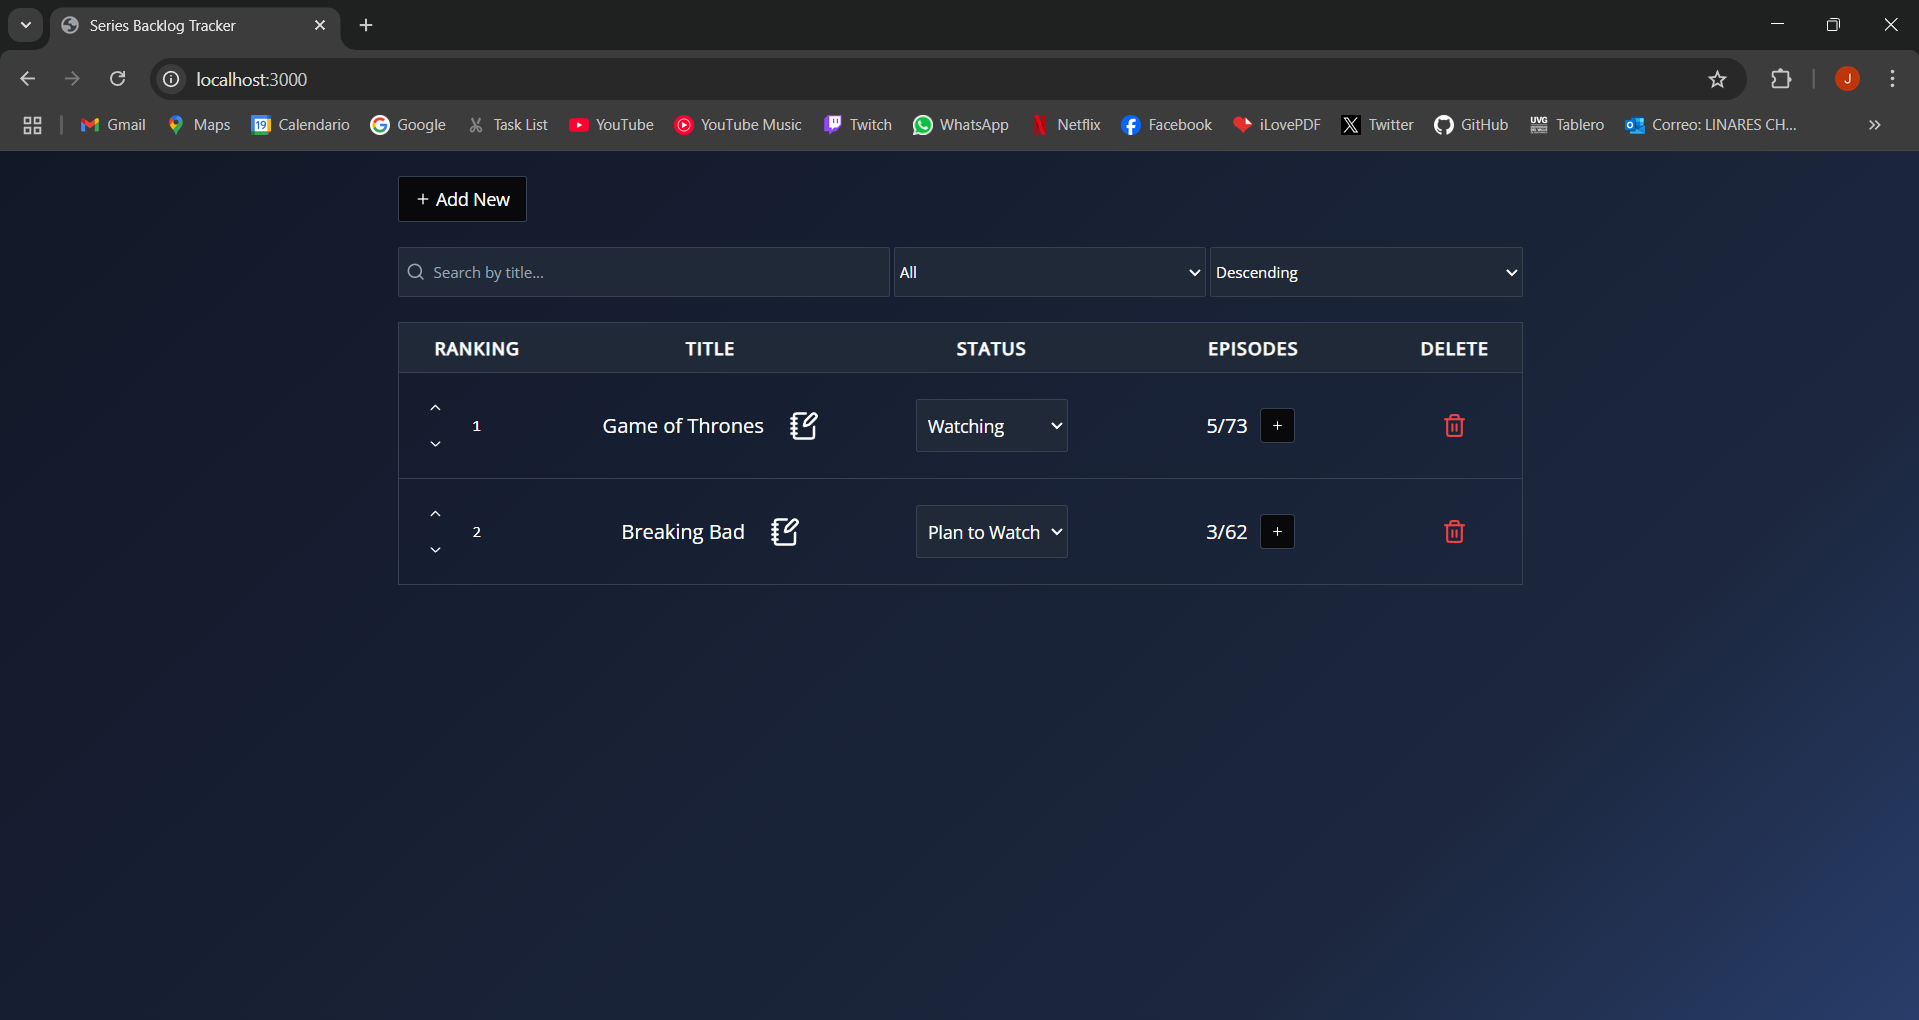 Series Backlog Tracker
localhost:3000
J
Gmail Maps 19 Calendario Google Task List YouTube YouTube Music Twitch WhatsApp Netflix Facebook iLovePDF Twitter GitHub UVG Tablero Correo: LINARES CH...
+ Add New
Search by title... All Descending
RANKING TITLE STATUS EPISODES DELETE
1 Game of Thrones Watching 5/73 +
2 Breaking Bad Plan to Watch 3/62 +